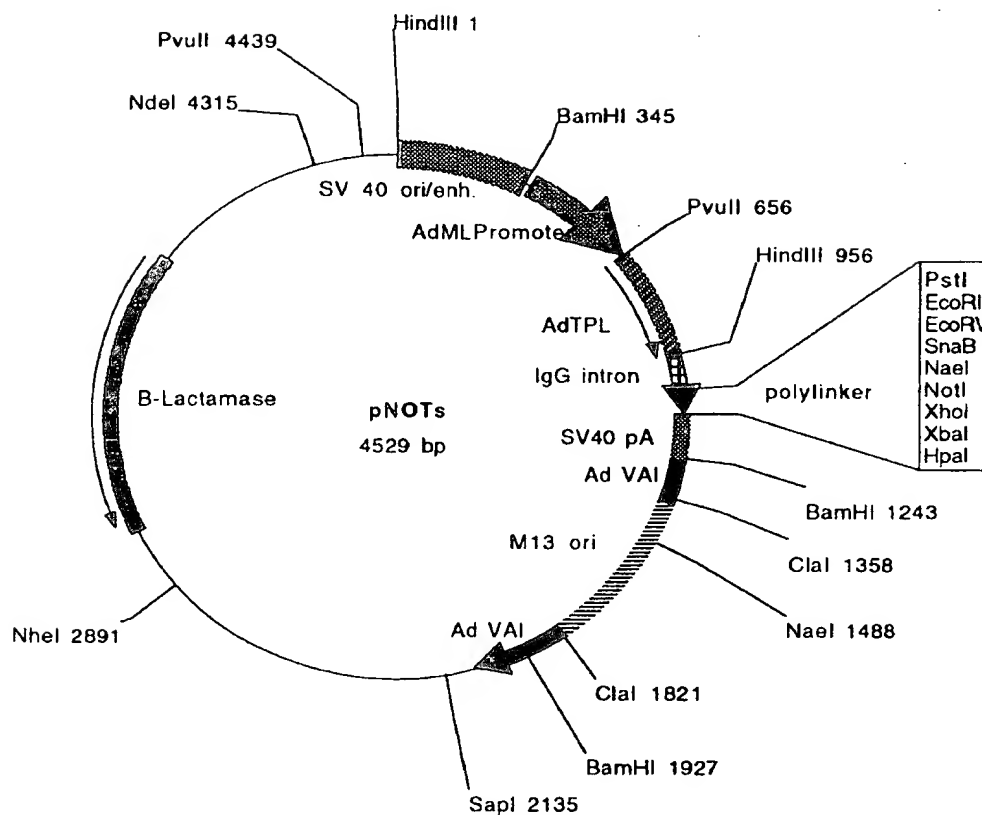 HindIII 1
PvuII 4439
NdeI 4315
BamHI 345
SV 40 ori/enh.
AdMLPromote
PvuII 656
HindIII 956
PstI
EcoRI
EcoRV
SnaB
NaeI
NotI
XhoI
XbaI
HpaI
AdTPL
IgG intron
polylinker
B-Lactamase
pNOTs
4529 bp
SV40 pA
Ad VAI
BamHI 1243
M13 ori
ClaI 1358
NaeI 1488
NheI 2891
Ad VAI
ClaI 1821
BamHI 1927
SapI 2135